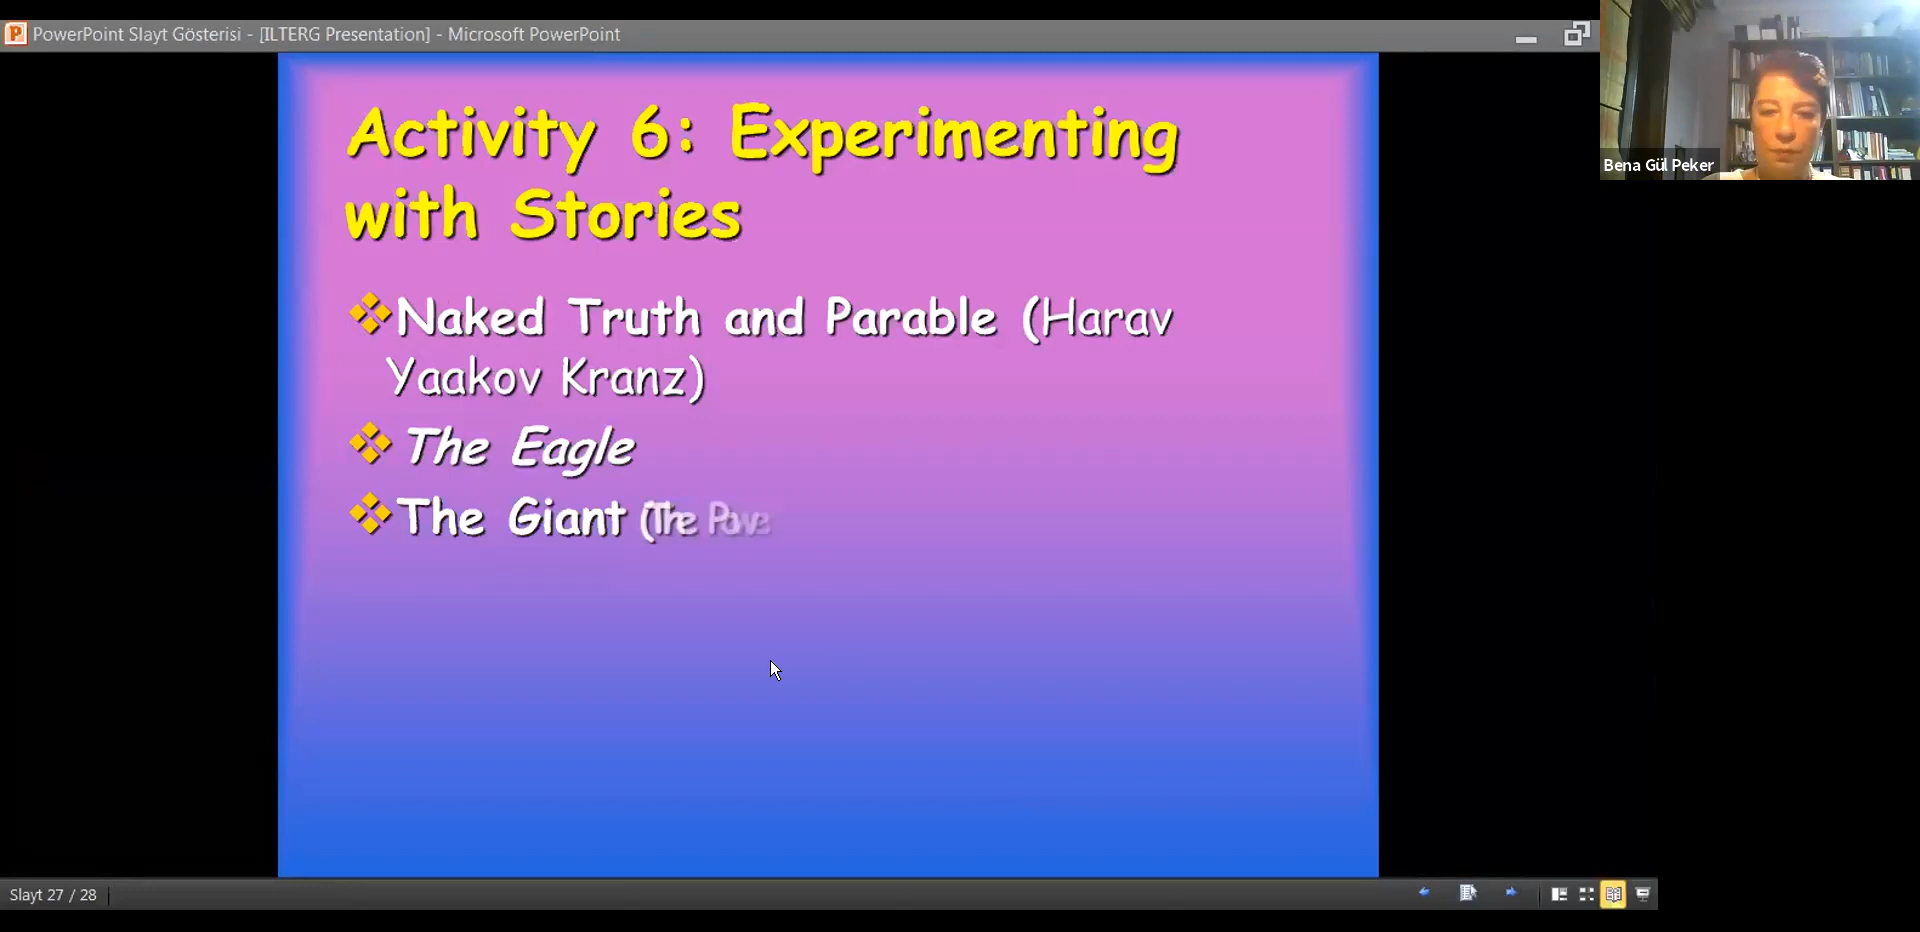 PowerPoint Slayt Gösterisi - [ILTERG Presentation] - Microsoft PowerPoint
Bena Gül Peker
Activity 6: Experimenting
with Stories
Naked Truth and Parable (Harav
Yaakov Kranz)
The Eagle
The Giant (The
Slayt 27 / 28